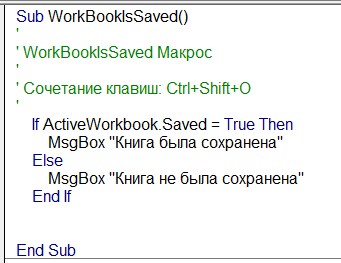 Sub WorkBookIsSaved()
'
' WorkBookIsSaved Макрос
'
' Сочетание клавиш: Ctrl+Shift+O
'
If ActiveWorkbook.Saved = True Then
MsgBox "Книга была сохранена"
Else
MsgBox "Книга не была сохранена"
End If
End Sub